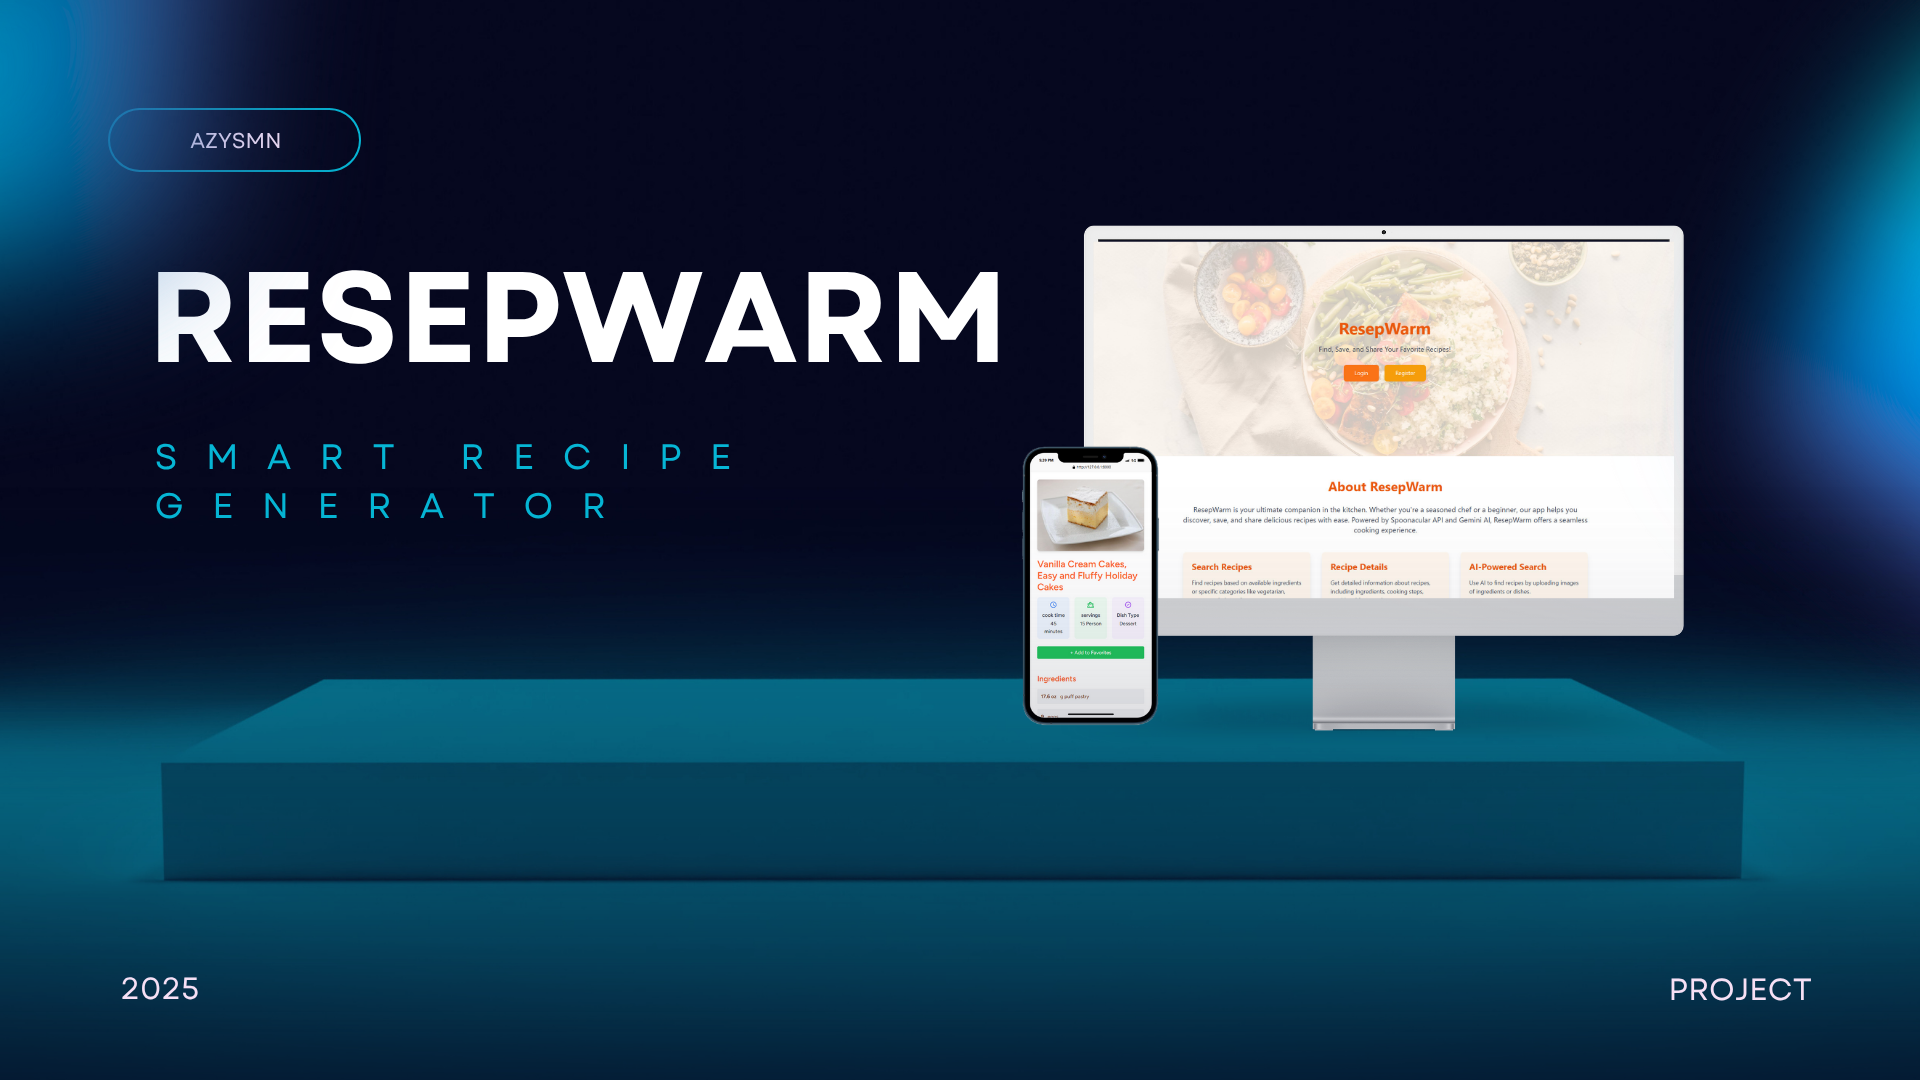 AZYSMN
RESEPWARM
SMART RECIPE
GENERATOR
ResepWarm
Find, Save, and Share Your Favorite Recipes!
Login
Register
About ResepWarm
ResepWarm is your ultimate companion in the kitchen. Whether you're a seasoned chef or a beginner, our app helps you
discover, save, and share delicious recipes with ease. Powered by Spoonacular API and Gemini AI, ResepWarm offers a seamless
cooking experience.
Search Recipes
Find recipes based on available ingredients
or specific categories like vegetarian,
Recipe Details
Get detailed information about recipes,
including ingredients, cooking steps,
AI-Powered Search
Use AI to find recipes by uploading images
of ingredients or dishes.
Vanilla Cream Cakes,
Easy and Fluffy Holiday
Cakes
cook time
45
minutes
servings
15 Person
Dish Type
Dessert
+ Add to Favorites
Ingredients
17.6 oz g puff pastry
2025
PROJECT